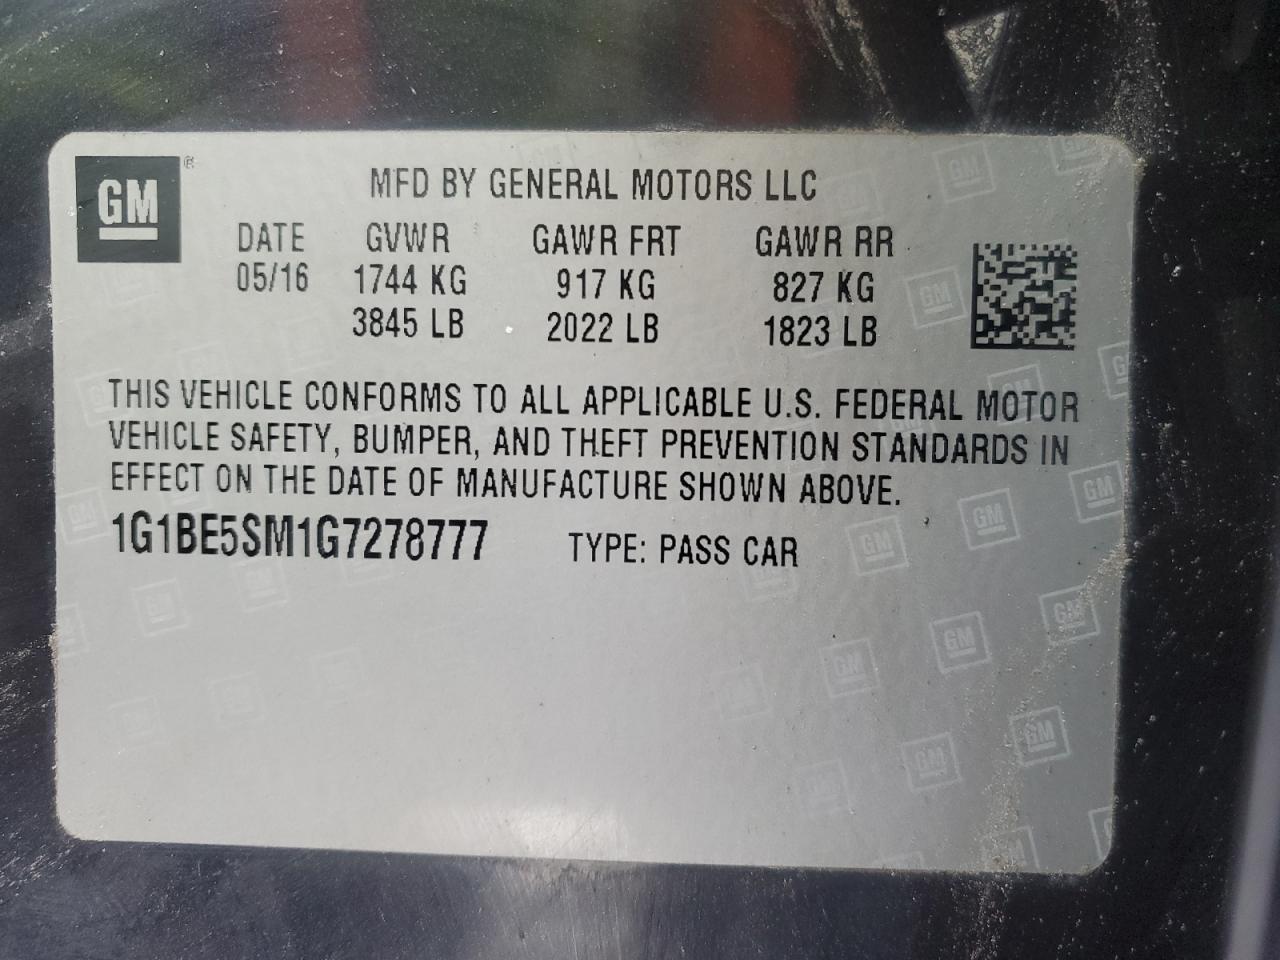 GM ®
MFD BY GENERAL MOTORS LLC
DATE GVWR GAWR FRT GAWR RR
05/16 1744 KG 917 KG 827 KG
3845 LB 2022 LB 1823 LB
THIS VEHICLE CONFORMS TO ALL APPLICABLE U.S. FEDERAL MOTOR
VEHICLE SAFETY, BUMPER, AND THEFT PREVENTION STANDARDS IN
EFFECT ON THE DATE OF MANUFACTURE SHOWN ABOVE.
1G1BE5SM1G7278777 TYPE: PASS CAR